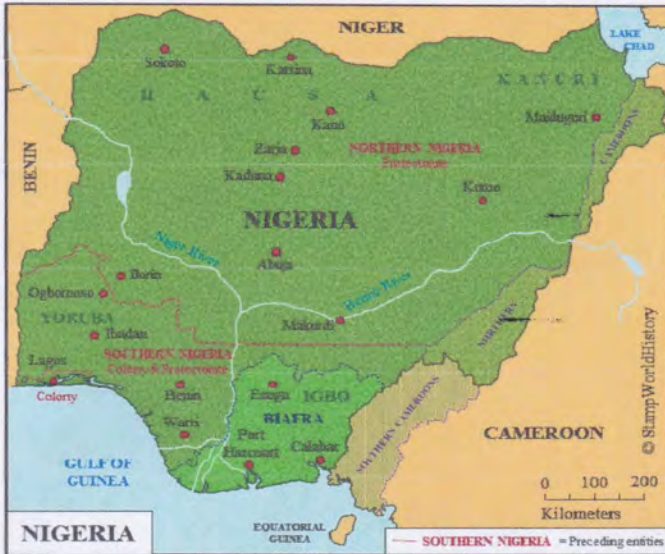 NIGER
LAKE
CHAD
Sokoto
Katsina
H A U S A
KANURI
Kano
Maiduguri
Zaria
NORTHERN NIGERIA
Protectorate
CAMEROONS
BENIN
Kaduna
NIGERIA
Niger River
Abuja
Benue River
Ilorin
Ogbomoso
Makurdi
NORTHERN
YORUBA
Ibadan
SOUTHERN NIGERIA
Colony & Protectorate
Lagos
Colony
Benin
Enugu
IGBO
BIAFRA
SOUTHERN CAMEROONS
Warri
Port
Harcourt
Calabar
CAMEROON
GULF OF
GUINEA
© StampWorldHistory
0 100 200
Kilometers
NIGERIA
EQUATORIAL
GUINEA
SOUTHERN NIGERIA = Preceding entities